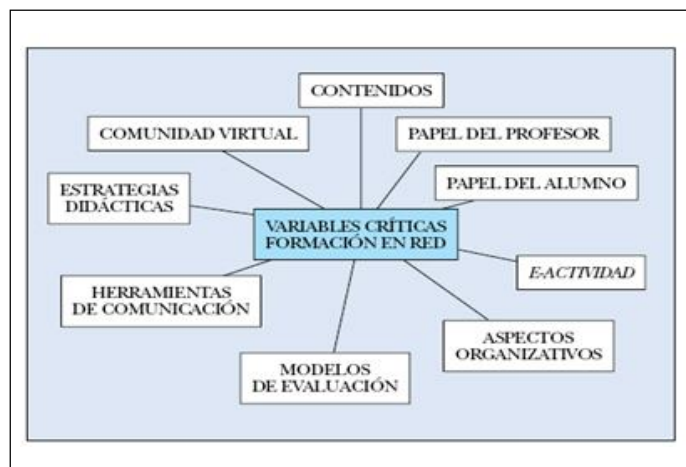 CONTENIDOS
COMUNIDAD VIRTUAL
PAPEL DEL PROFESOR
ESTRATEGIAS
DIDÁCTICAS
PAPEL DEL ALUMNO
VARIABLES CRÍTICAS
FORMACIÓN EN RED
E-ACTIVIDAD
HERRAMIENTAS
DE COMUNICACIÓN
ASPECTOS
ORGANIZATIVOS
MODELOS
DE EVALUACIÓN